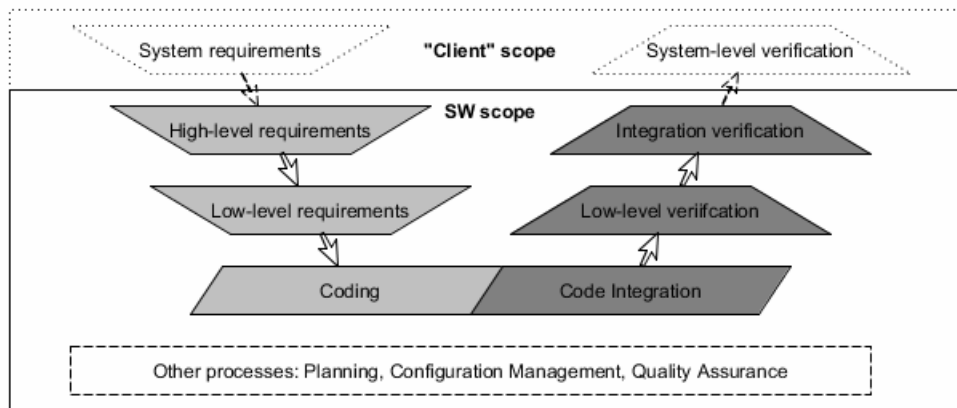 System requirements
"Client" scope
System-level verification
SW scope
High-level requirements
Integration verification
Low-level requirements
Low-level veriifcation
Coding
Code Integration
Other processes: Planning, Configuration Management, Quality Assurance